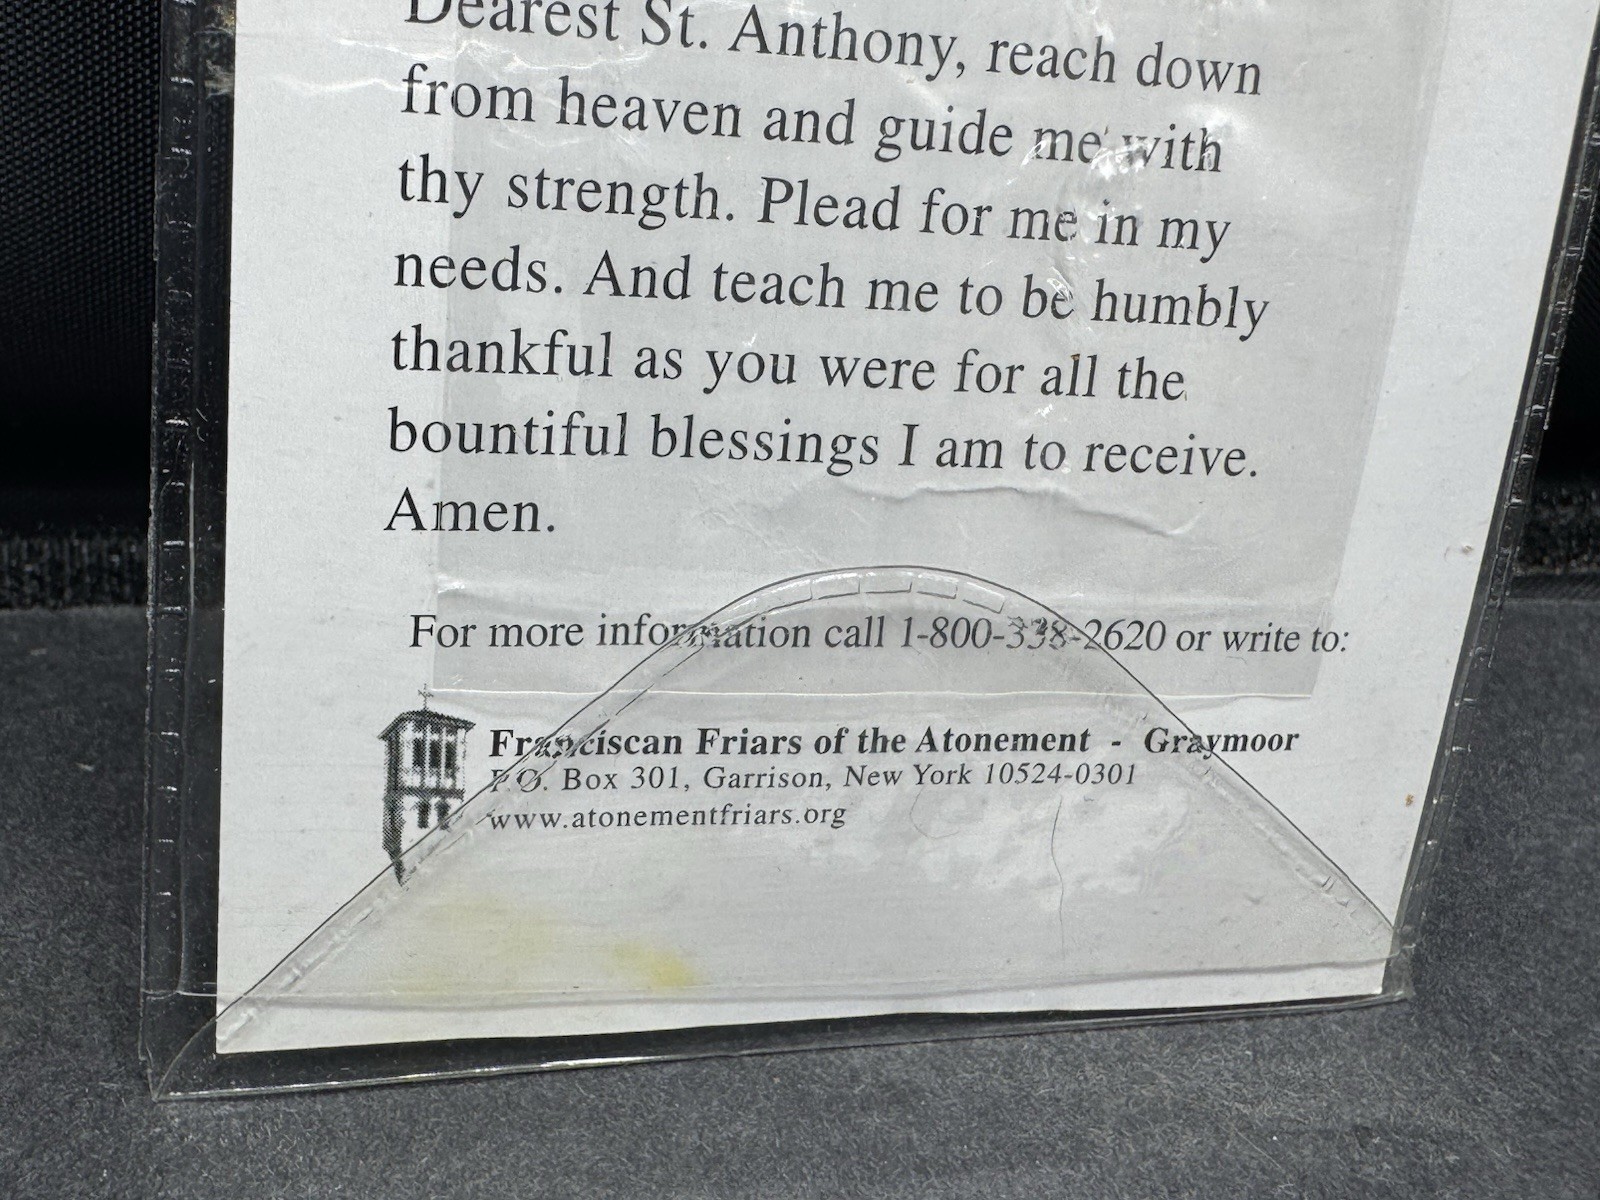 Dearest St. Anthony, reach down
from heaven and guide me with
thy strength. Plead for me in my
needs. And teach me to be humbly
thankful as you were for all the
bountiful blessings I am to receive.
Amen.
For more information call 1-800-338-2620 or write to:
Franciscan Friars of the Atonement - Graymoor
P.O. Box 301, Garrison, New York 10524-0301
www.atonementfriars.org